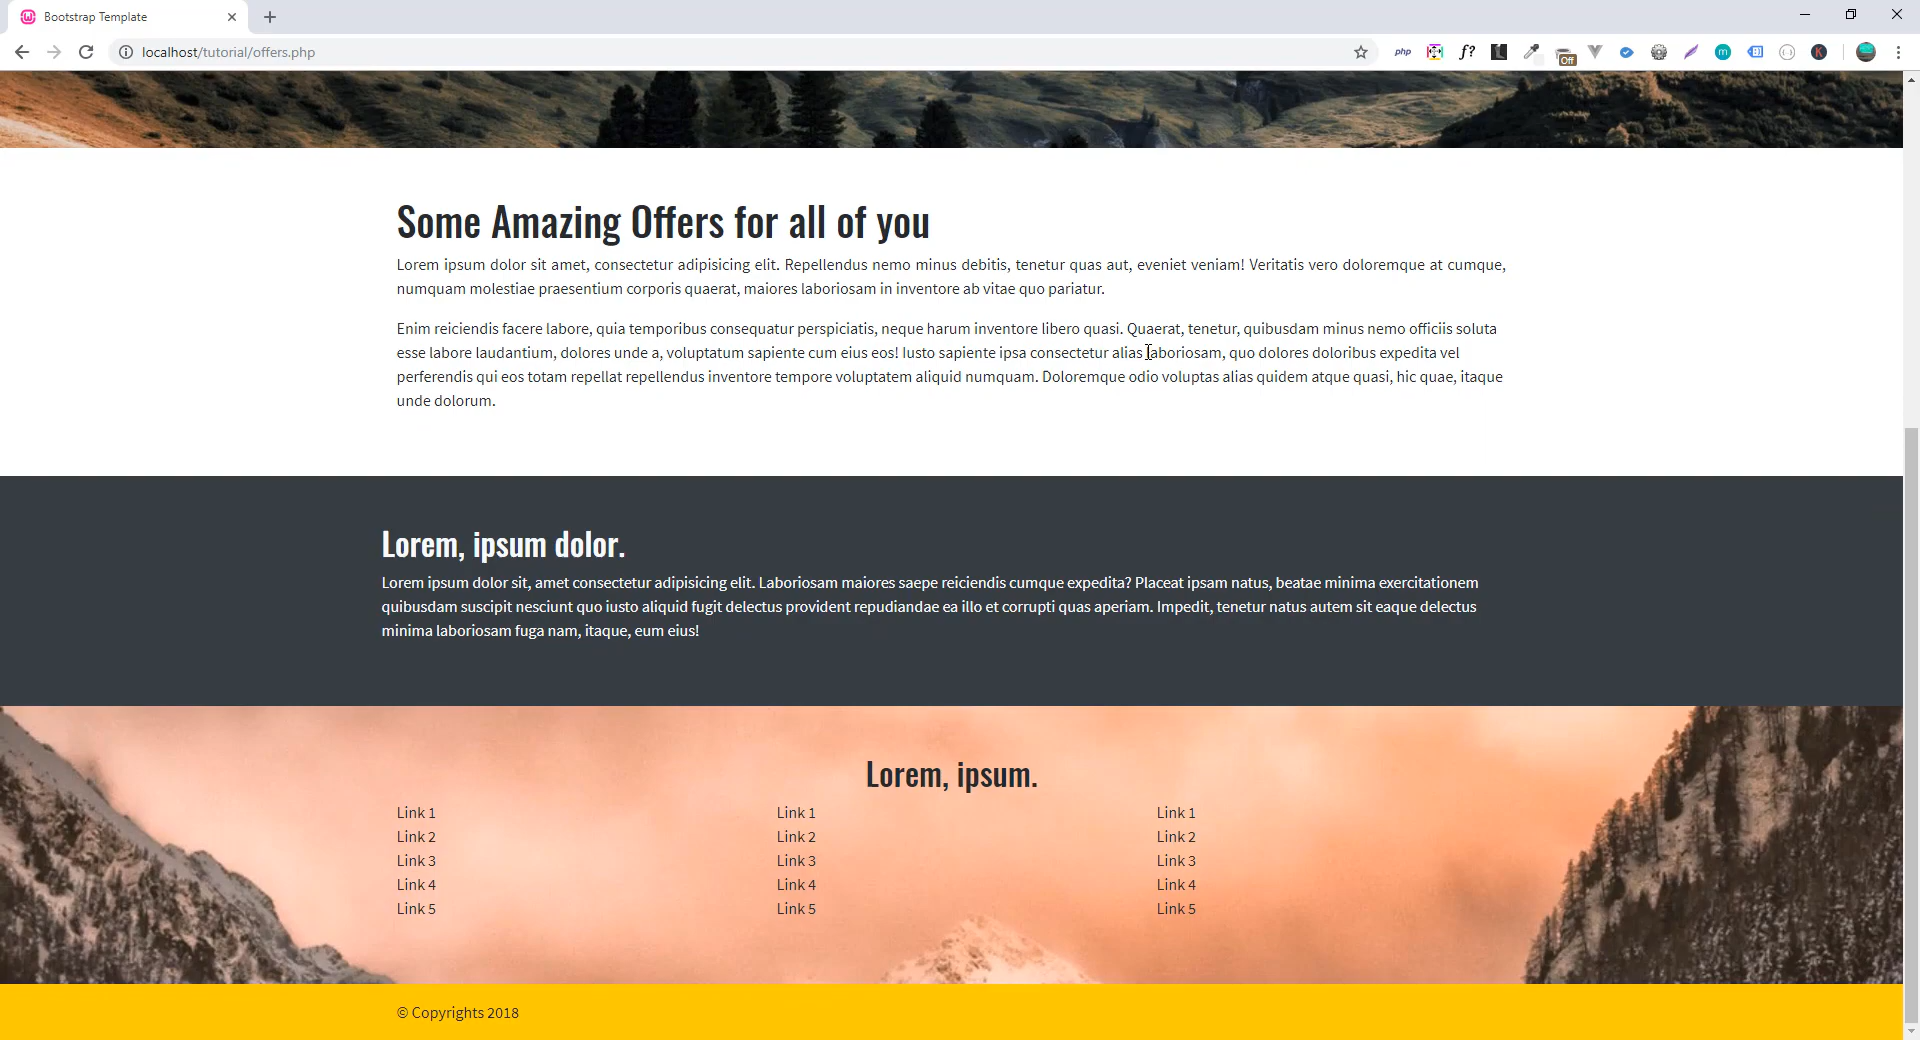 Bootstrap Template
localhost/tutorial/offers.php
php
f?
Off
m
K
Some Amazing Offers for all of you
Lorem ipsum dolor sit amet, consectetur adipisicing elit. Repellendus nemo minus debitis, tenetur quas aut, eveniet veniam! Veritatis vero doloremque at cumque,
numquam molestiae praesentium corporis quaerat, maiores laboriosam in inventore ab vitae quo pariatur.
Enim reiciendis facere labore, quia temporibus consequatur perspiciatis, neque harum inventore libero quasi. Quaerat, tenetur, quibusdam minus nemo officiis soluta
esse labore laudantium, dolores unde a, voluptatum sapiente cum eius eos! Iusto sapiente ipsa consectetur alias laboriosam, quo dolores doloribus expedita vel
perferendis qui eos totam repellat repellendus inventore tempore voluptatem aliquid numquam. Doloremque odio voluptas alias quidem atque quasi, hic quae, itaque
unde dolorum.
Lorem, ipsum dolor.
Lorem ipsum dolor sit, amet consectetur adipisicing elit. Laboriosam maiores saepe reiciendis cumque expedita? Placeat ipsam natus, beatae minima exercitationem
quibusdam suscipit nesciunt quo iusto aliquid fugit delectus provident repudiandae ea illo et corrupti quas aperiam. Impedit, tenetur natus autem sit eaque delectus
minima laboriosam fuga nam, itaque, eum eius!
Lorem, ipsum.
Link 1
Link 2
Link 3
Link 4
Link 5
Link 1
Link 2
Link 3
Link 4
Link 5
Link 1
Link 2
Link 3
Link 4
Link 5
© Copyrights 2018